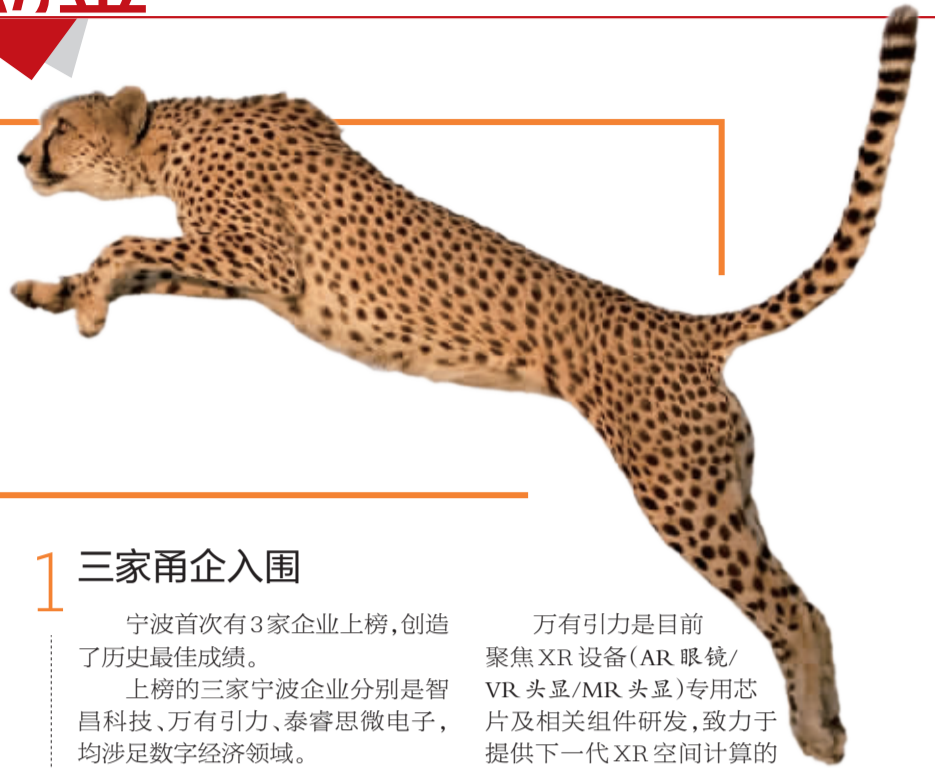 1 三家甬企入围
宁波首次有3家企业上榜,创造
了历史最佳成绩。
上榜的三家宁波企业分别是智
昌科技、万有引力、泰睿思微电子,
均涉足数字经济领域。
万有引力是目前
聚焦XR设备(AR眼镜/
VR头显/MR头显)专用芯
片及相关组件研发,致力于
提供下一代XR空间计算的